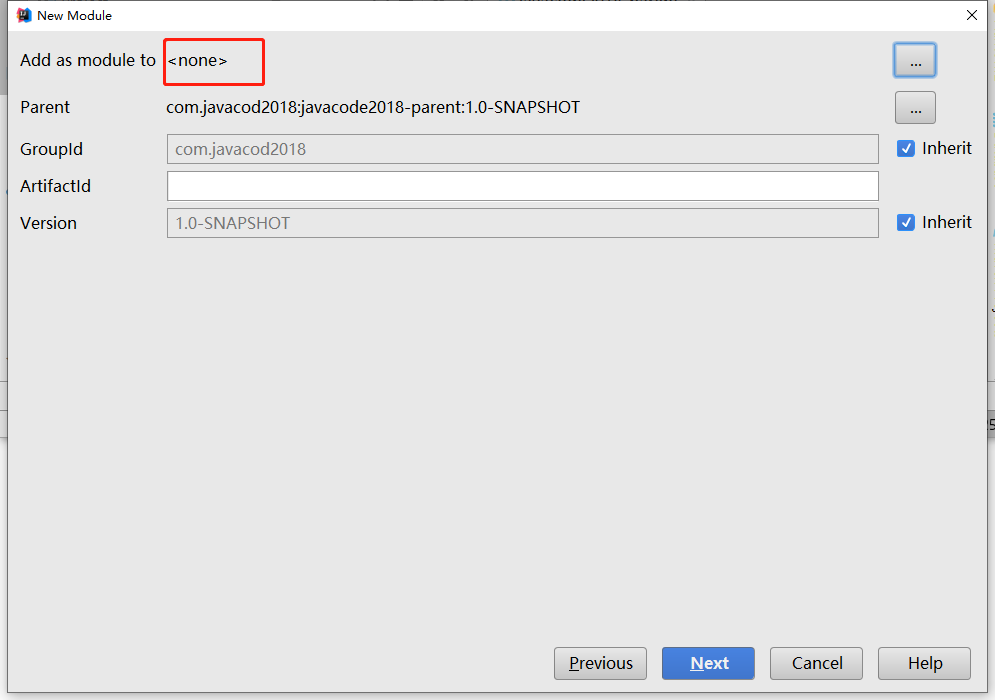 New Module
Add as module to <none> ...
Parent com.javacod2018:javacode2018-parent:1.0-SNAPSHOT ...
GroupId com.javacod2018 Inherit
ArtifactId
Version 1.0-SNAPSHOT Inherit
Previous Next Cancel Help